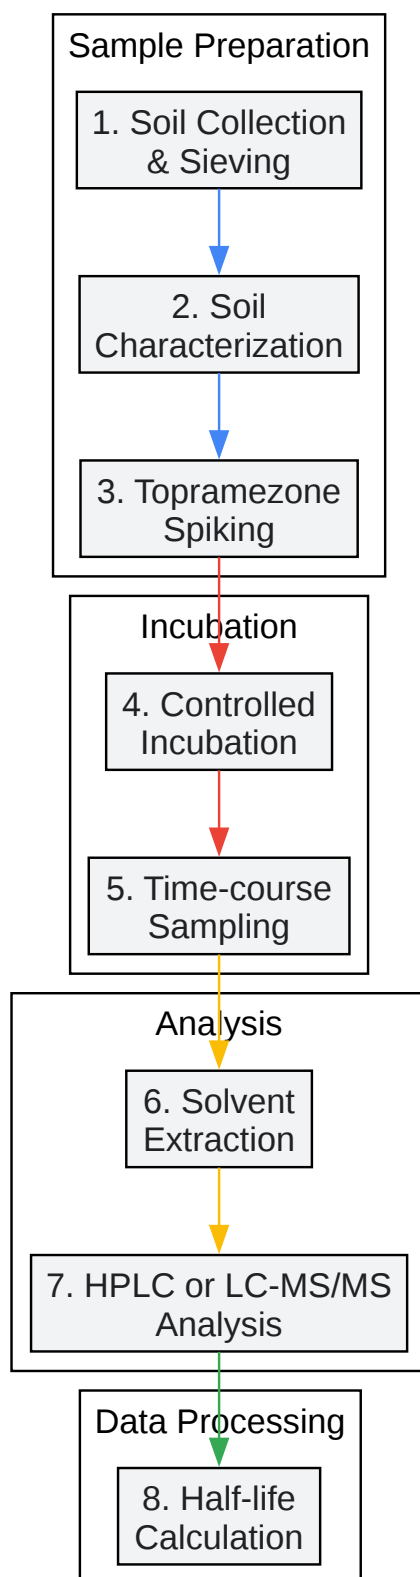 Sample Preparation
1. Soil Collection
& Sieving
2. Soil
Characterization
3. Topramezone
Spiking
Incubation
4. Controlled
Incubation
5. Time-course
Sampling
Analysis
6. Solvent
Extraction
7. HPLC or LC-MS/MS
Analysis
Data Processing
8. Half-life
Calculation